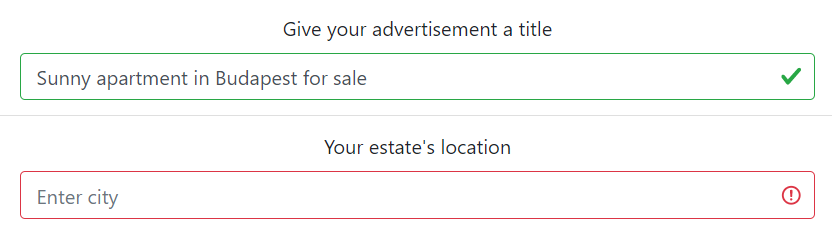 Give your advertisement a title
Sunny apartment in Budapest for sale
Your estate's location
Enter city